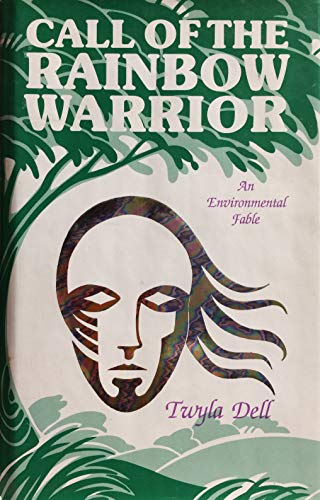 CALL OF THE
RAINBOW
WARRIOR
An
Environmental
Fable
Twyla Dell